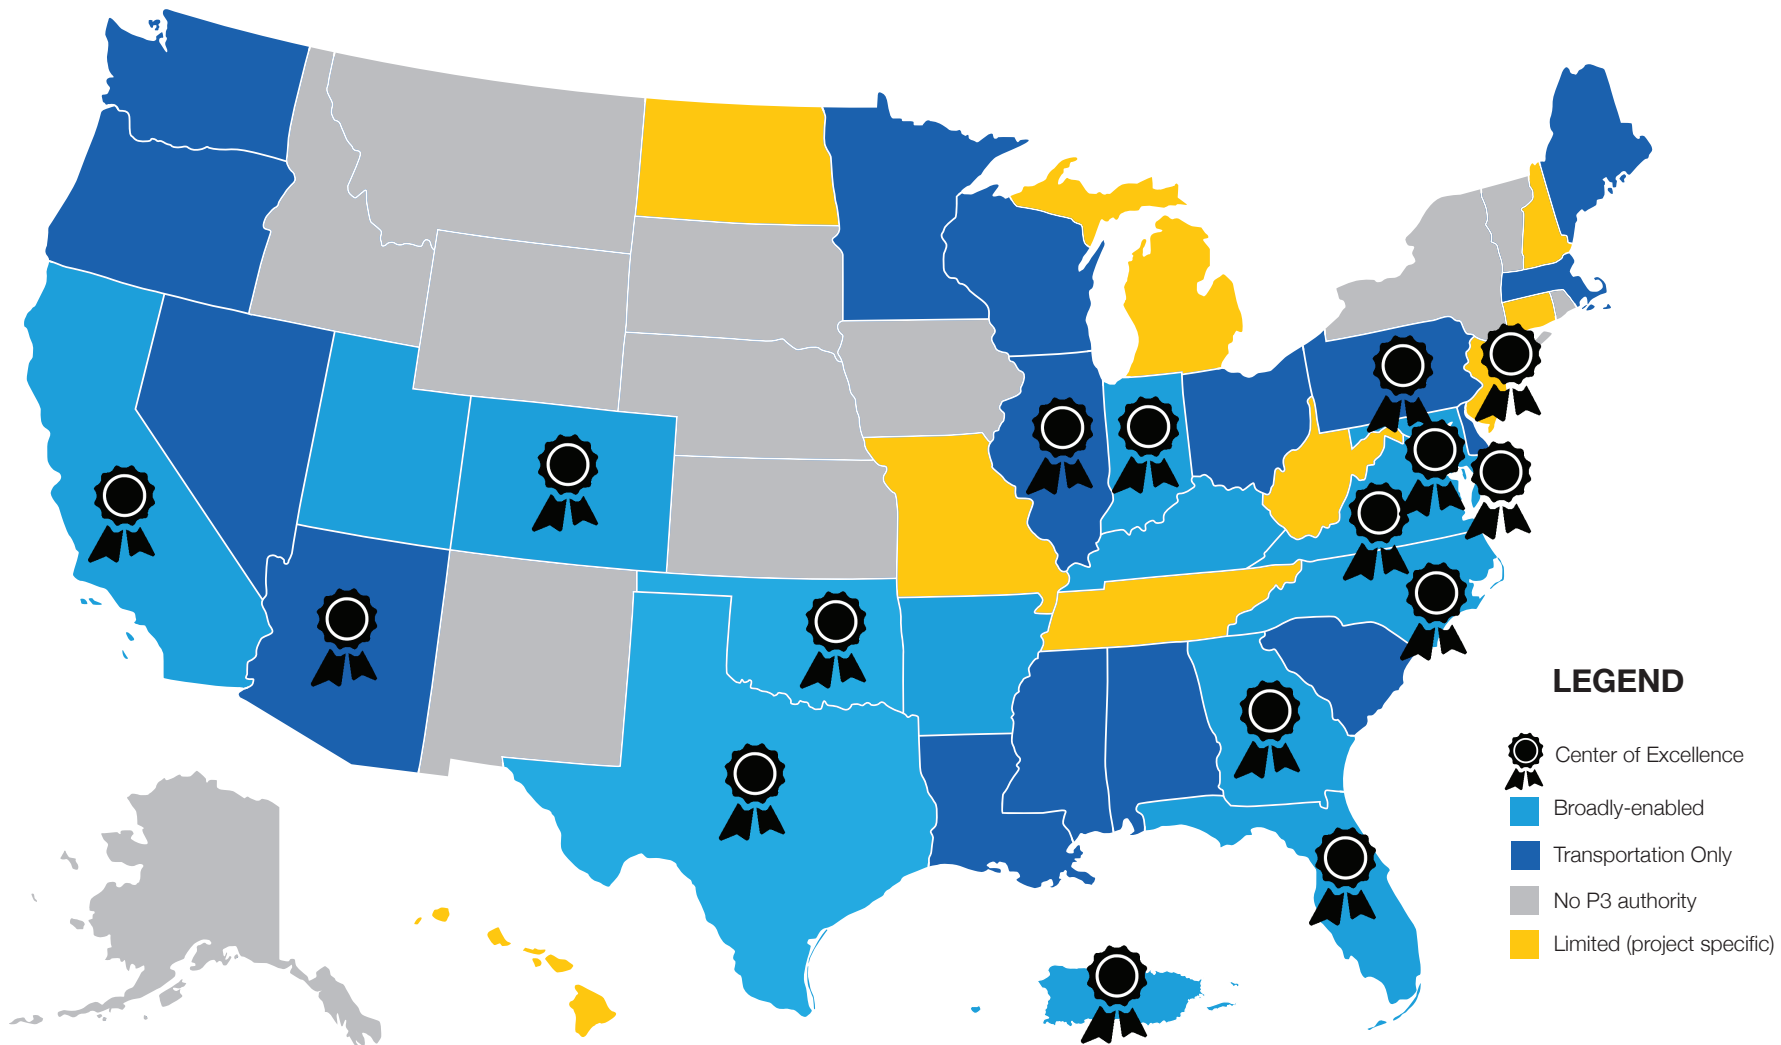 LEGEND
Center of Excellence
Broadly-enabled
Transportation Only
No P3 authority
Limited (project specific)